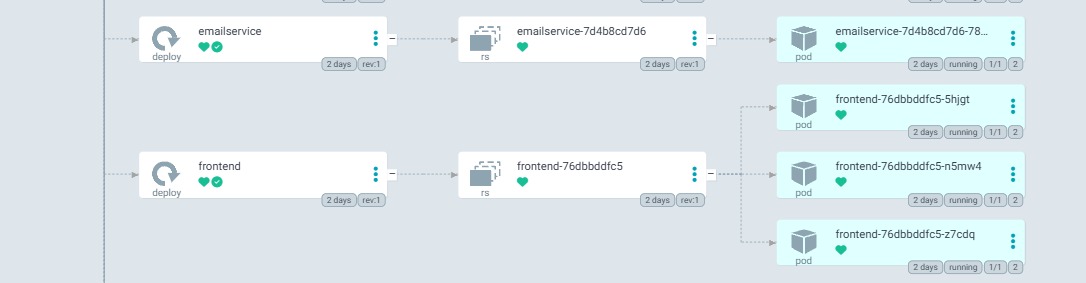 emailservice
deploy
2 days rev:1
emailservice-7d4b8cd7d6
rs
2 days rev:1
emailservice-7d4b8cd7d6-78...
pod
2 days running 1/1 2
frontend-76dbbddfc5-5hjgt
pod
2 days running 1/1 2
frontend
deploy
2 days rev:1
frontend-76dbbddfc5
rs
2 days rev:1
frontend-76dbbddfc5-n5mw4
pod
2 days running 1/1 2
frontend-76dbbddfc5-z7cdq
pod
2 days running 1/1 2